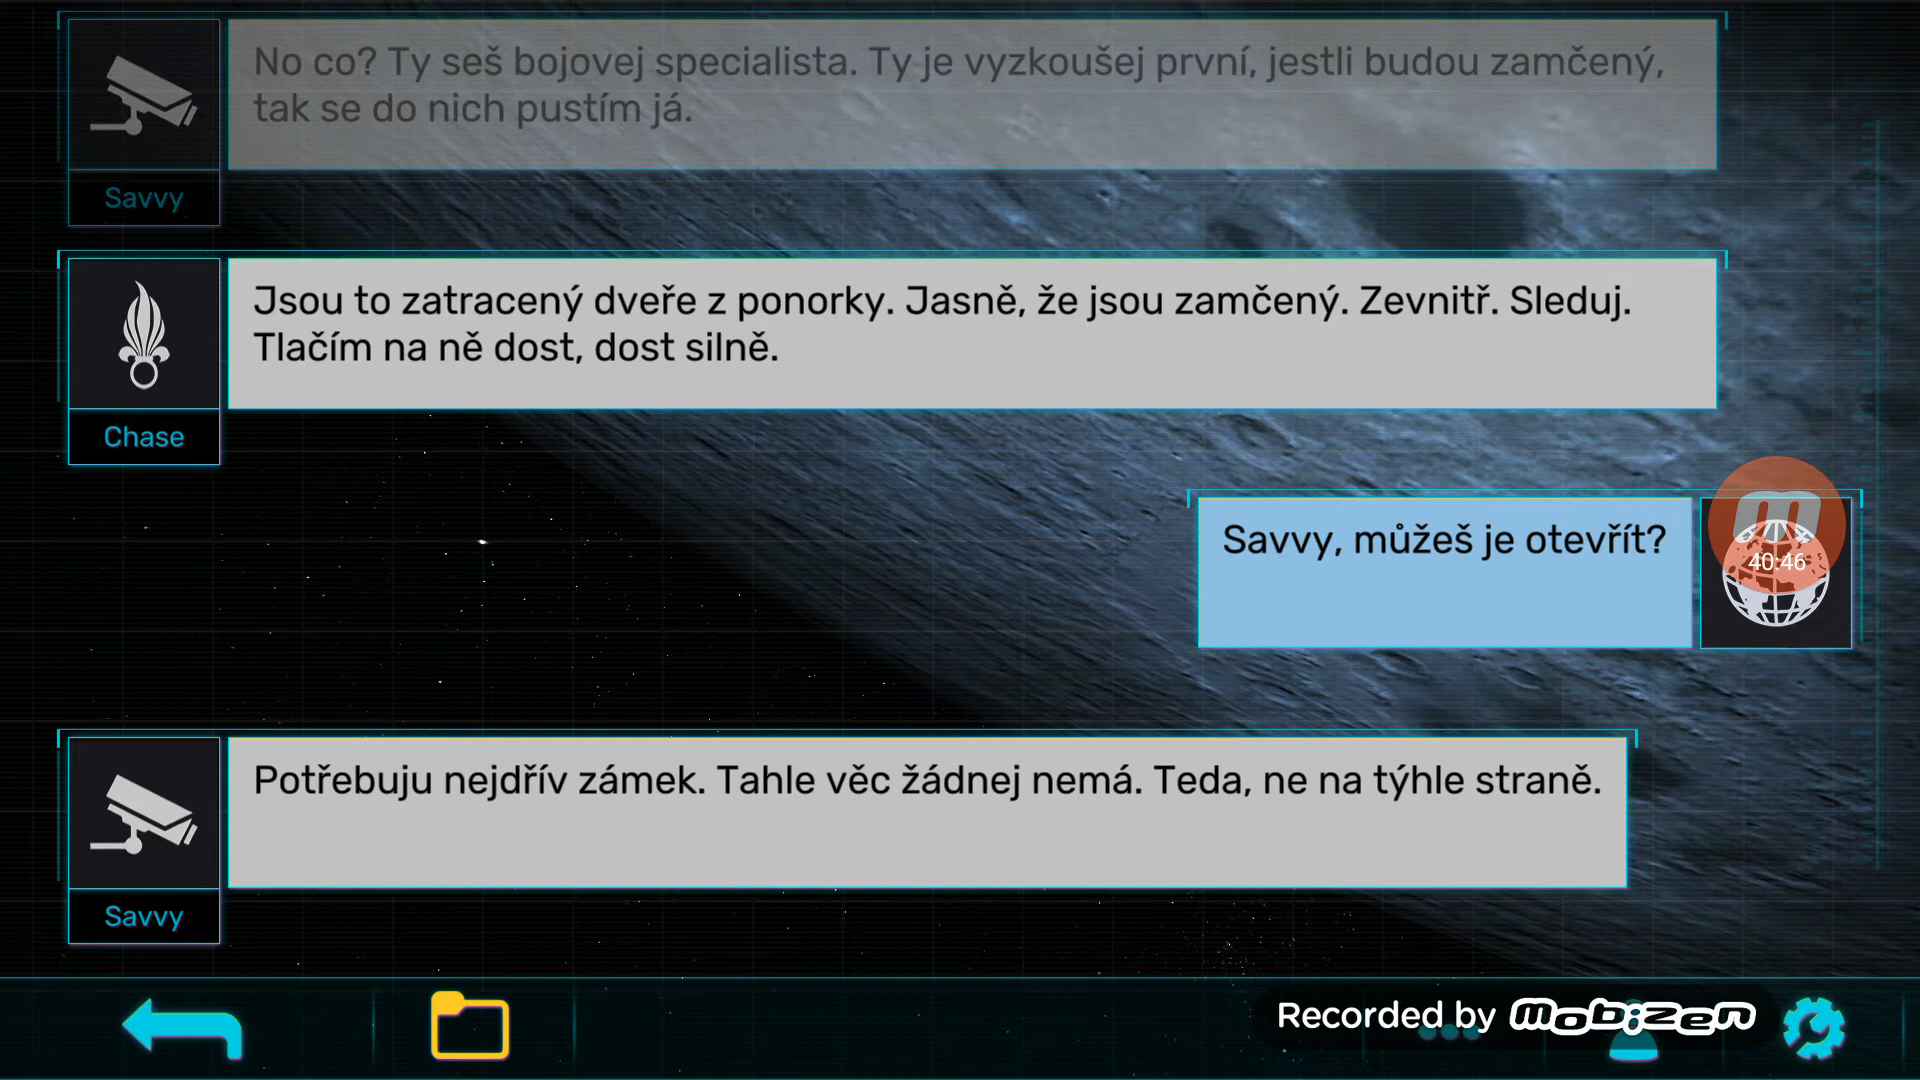 No co? Ty seš bojovej specialista. Ty je vyzkoušej první, jestli budou zamčený,
tak se do nich pustím já.
Savvy
Jsou to zatracený dveře z ponorky. Jasně, že jsou zamčený. Zevnitř. Sleduj.
Tlačím na ně dost, dost silně.
Chase
Savvy, můžeš je otevřít?
40:46
Potřebuju nejdřív zámek. Tahle věc žádnej nemá. Teda, ne na týhle straně.
Savvy
Recorded by mobizen